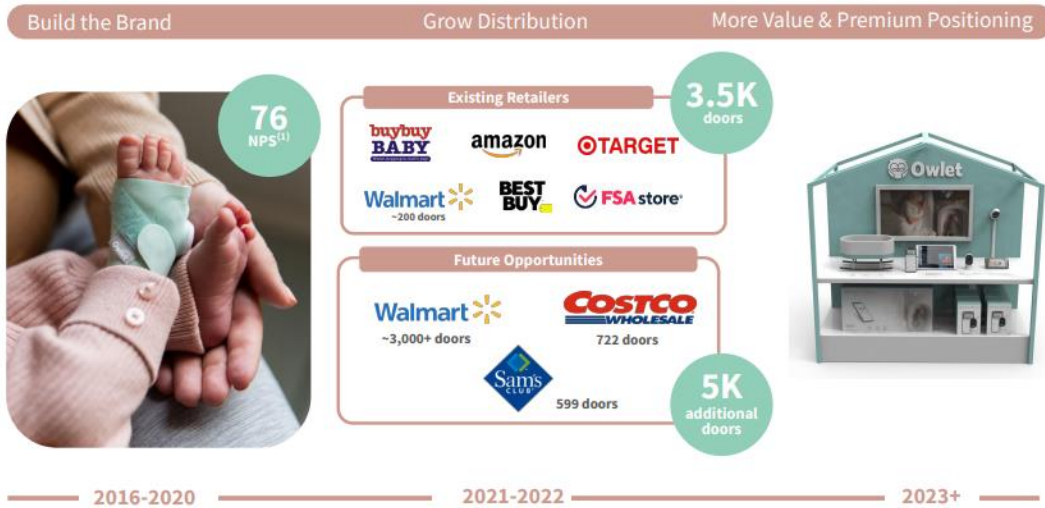 Build the Brand
Grow Distribution
More Value & Premium Positioning
76
NPS(1)
Existing Retailers
3.5K
doors
buybuy
BABY
amazon
TARGET
Walmart
~200 doors
BEST
BUY
FSA store
Future Opportunities
Walmart
~3,000+ doors
COSTCO
WHOLESALE
722 doors
Sam's
CLUB
599 doors
5K
additional
doors
Owlet
2016-2020
2021-2022
2023+